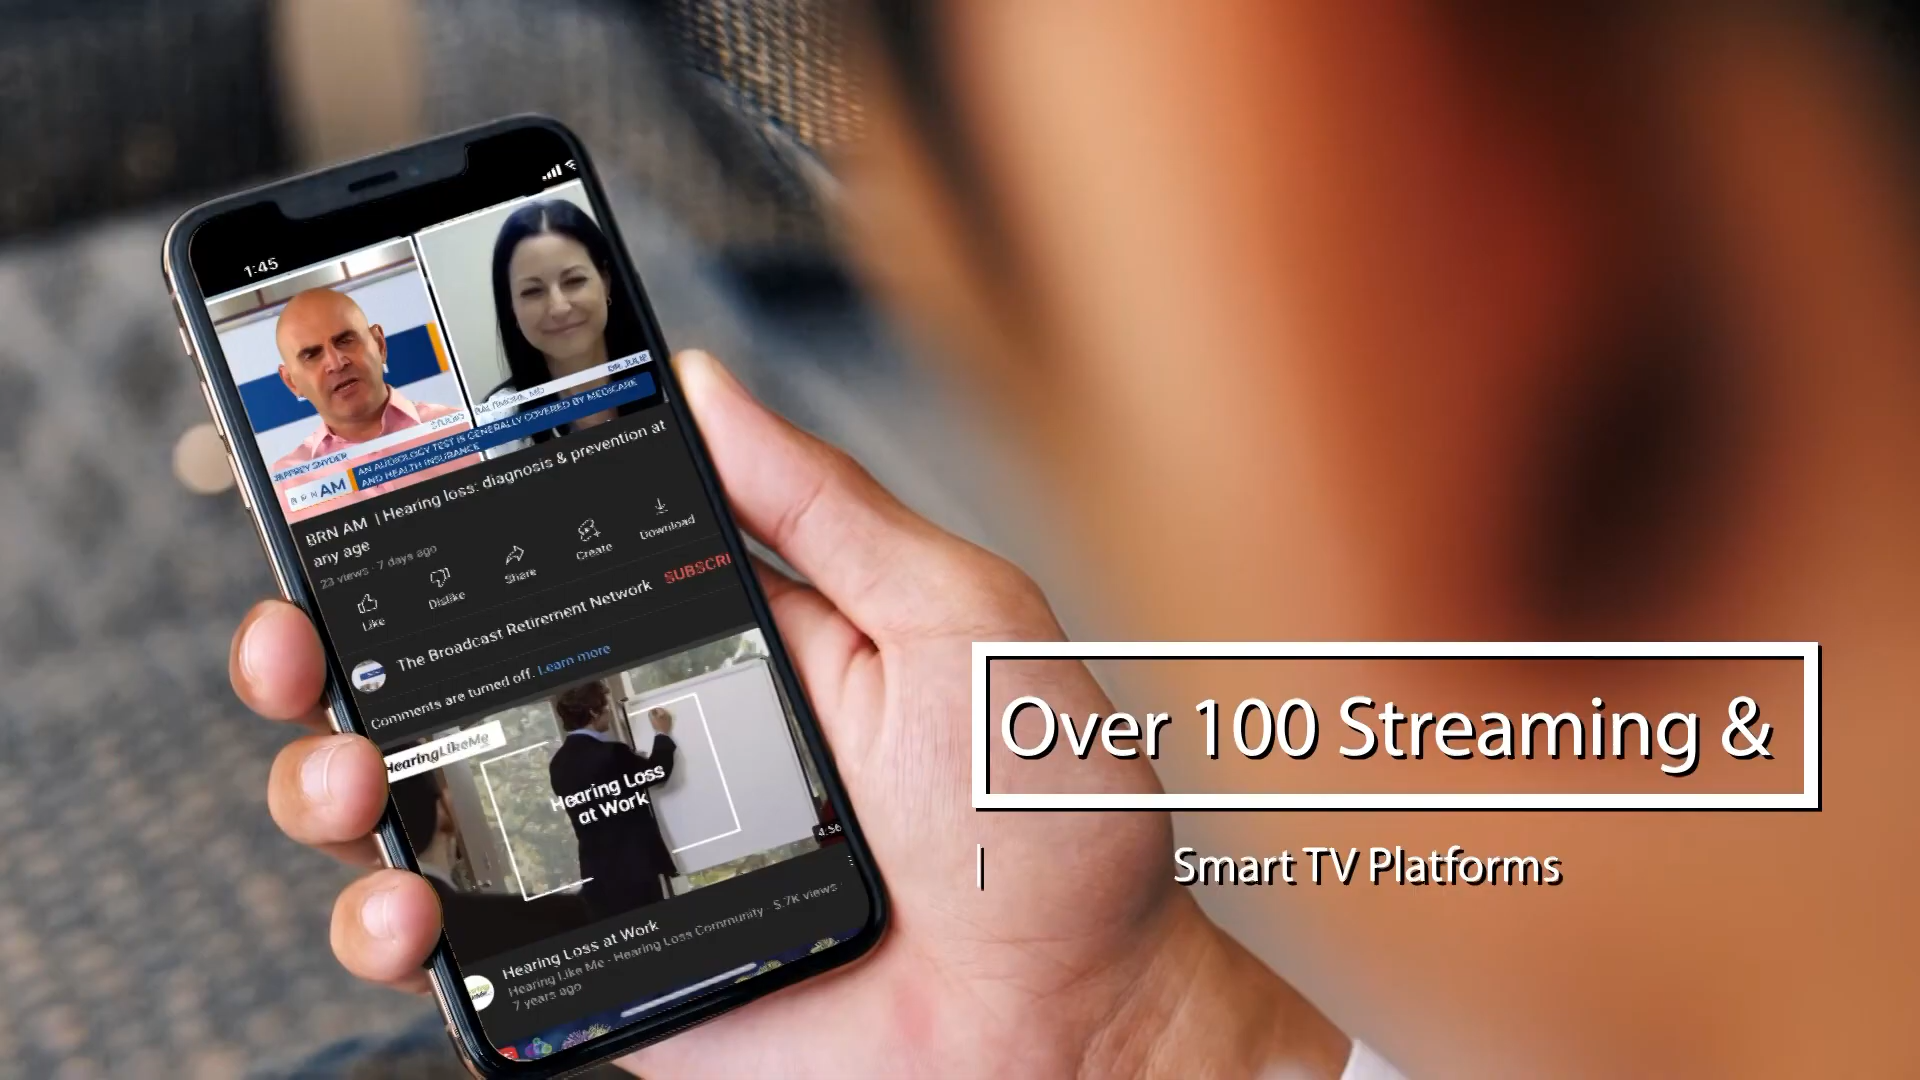 1:45
JEFFREY SNYDER
STUDIO
BALTIMORE, MD
DR. JULIE
BRN AM
AN AUDIOLOGY TEST IS GENERALLY COVERED BY MEDICARE
AND HEALTH INSURANCE
BRN AM | Hearing loss: diagnosis & prevention at
any age
23 views · 7 days ago
Like
Dislike
Share
Create
Download
The Broadcast Retirement Network
SUBSCRI
Comments are turned off. Learn more
HearingLikeMe
Hearing Loss
at Work
4:56
Hearing Loss at Work
Hearing Like Me - Hearing Loss Community · 5.7K views ·
7 years ago
Over 100 Streaming &
| Smart TV Platforms